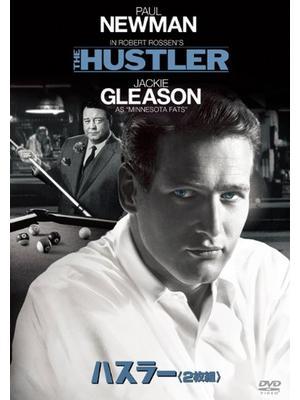 PAUL
NEWMAN
IN ROBERT ROSSEN'S
THE HUSTLER
JACKIE
GLEASON
AS "MINNESOTA FATS"
ハスラー〈2枚組〉
DVD
VIDEO